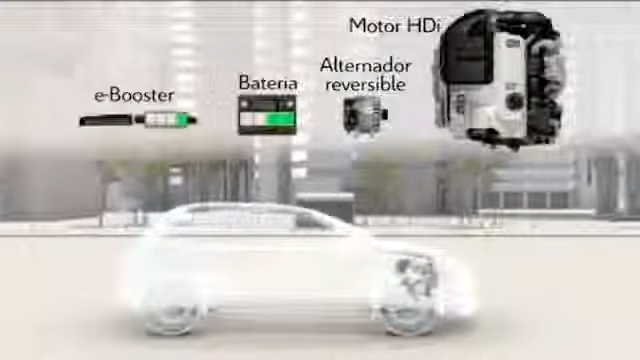 Motor HDi
Alternador
reversible
Bateria
e-Booster